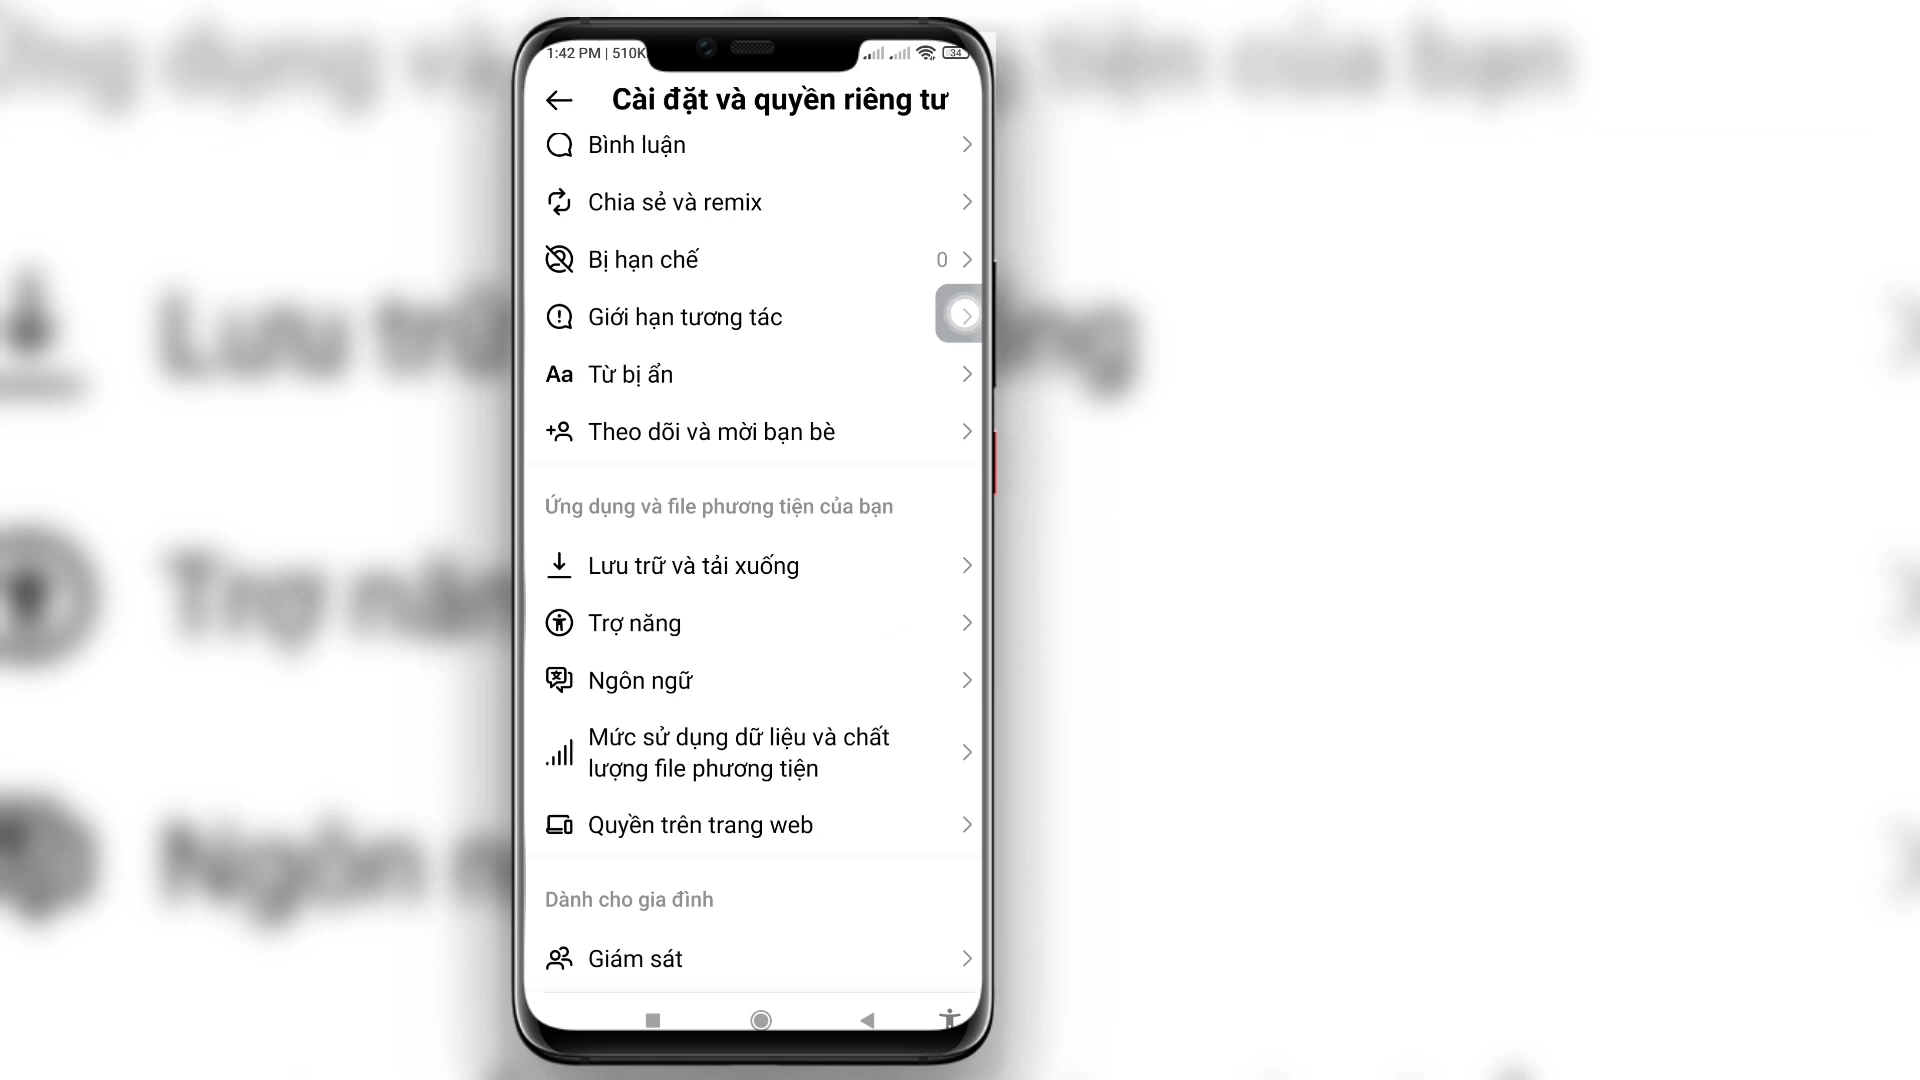 1:42 PM | 510K
34
Cài đặt và quyền riêng tư
Bình luận
Chia sẻ và remix
Bị hạn chế 0
Giới hạn tương tác
Aa Từ bị ẩn
Theo dõi và mời bạn bè
Ứng dụng và file phương tiện của bạn
Lưu trữ và tải xuống
Trợ năng
Ngôn ngữ
Mức sử dụng dữ liệu và chất
lượng file phương tiện
Quyền trên trang web
Dành cho gia đình
Giám sát